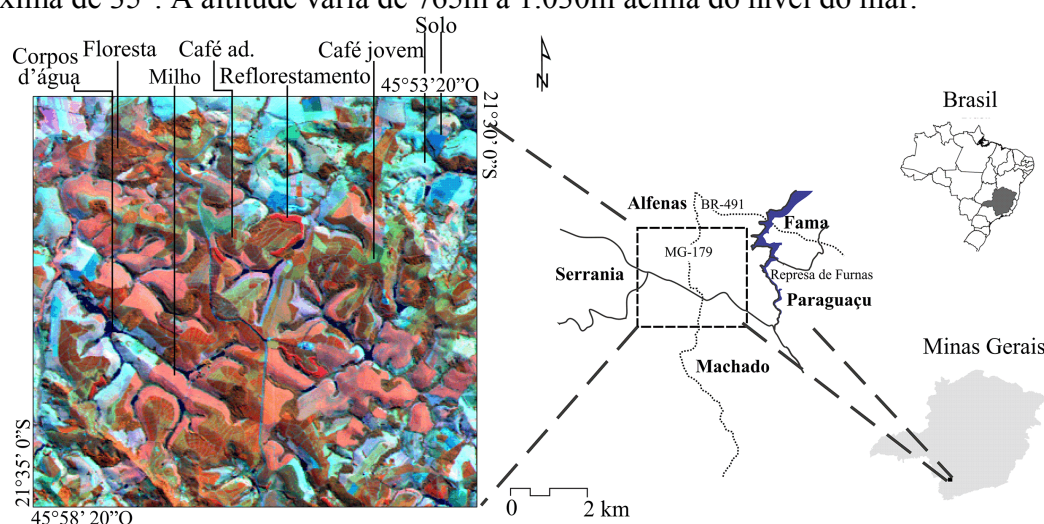 xima de 35°. A altitude varia de 765m a 1.030m acima do nível do mar.
Solo
Corpos
d'água
Floresta
Café ad.
Café jovem
Milho
Reflorestamento
45°53'20”O
21°30' 0”S
N
Brasil
Alfenas
BR-491
Fama
MG-179
Serrania
Represa de Furnas
Paraguaçu
Machado
Minas Gerais
21°35' 0”S
45°58' 20”O
0
2 km